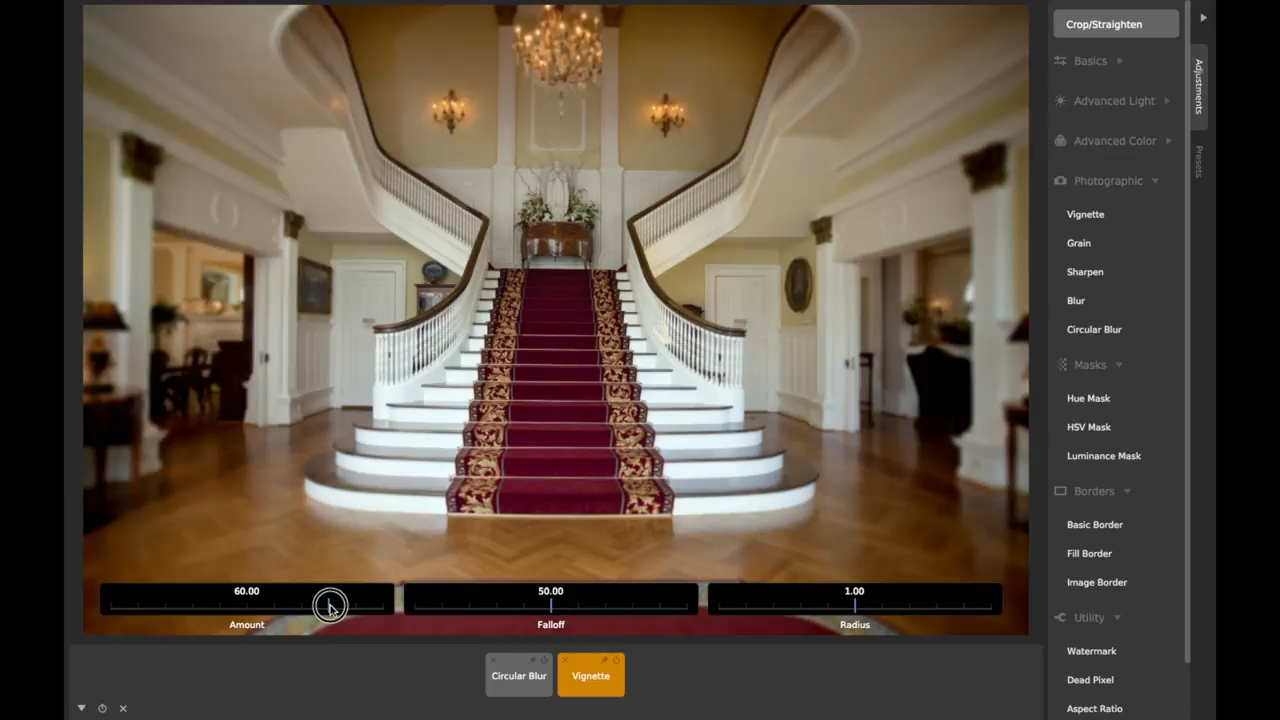 Crop/Straighten
Basics
Advanced Light
Advanced Color
Photographic
Vignette
Grain
Sharpen
Blur
Circular Blur
Masks
Hue Mask
HSV Mask
Luminance Mask
Borders
Basic Border
Fill Border
Image Border
Utility
Watermark
Dead Pixel
Aspect Ratio
Adjustments
Presets
60.00
Amount
50.00
Falloff
1.00
Radius
Circular Blur
Vignette